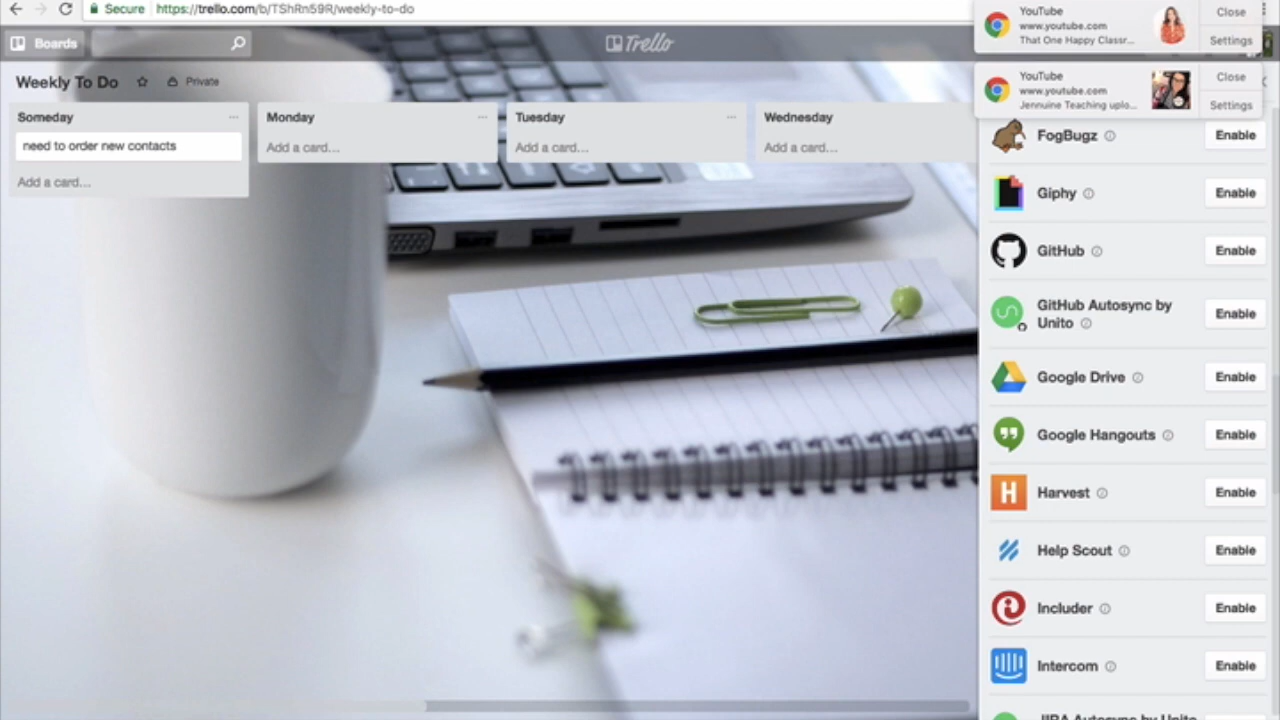 Secure https://trello.com/b/TShRn59R/weekly-to-do
Boards
Trello
YouTube
www.youtube.com
That One Happy Classr...
Close
Settings
YouTube
www.youtube.com
Jennuine Teaching uplo...
Close
Settings
Weekly To Do
Private
Someday
need to order new contacts
Add a card...
Monday
Add a card...
Tuesday
Add a card...
Wednesday
Add a card...
FogBugz
Enable
Giphy
Enable
GitHub
Enable
GitHub Autosync by
Unito
Enable
Google Drive
Enable
Google Hangouts
Enable
Harvest
Enable
Help Scout
Enable
Includer
Enable
Intercom
Enable
JIRA Autosync by Unito